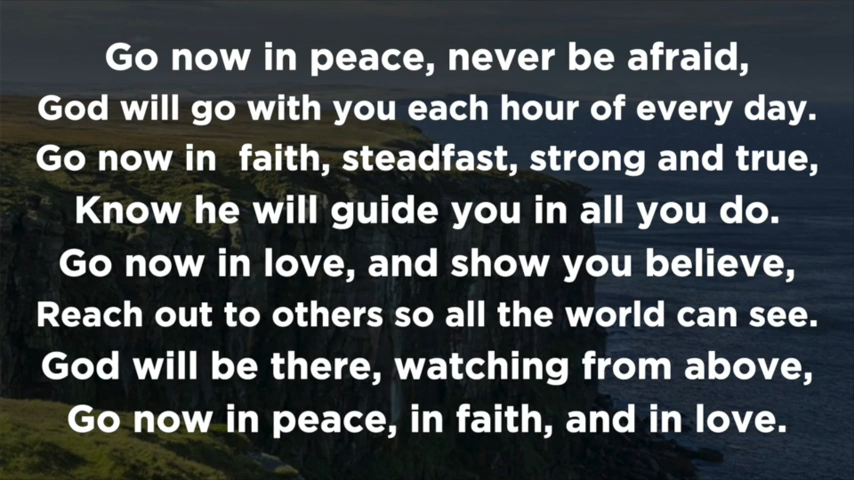 Go now in peace, never be afraid,
God will go with you each hour of every day.
Go now in  faith, steadfast, strong and true,
Know he will guide you in all you do.
Go now in love, and show you believe,
Reach out to others so all the world can see.
God will be there, watching from above,
Go now in peace, in faith, and in love.